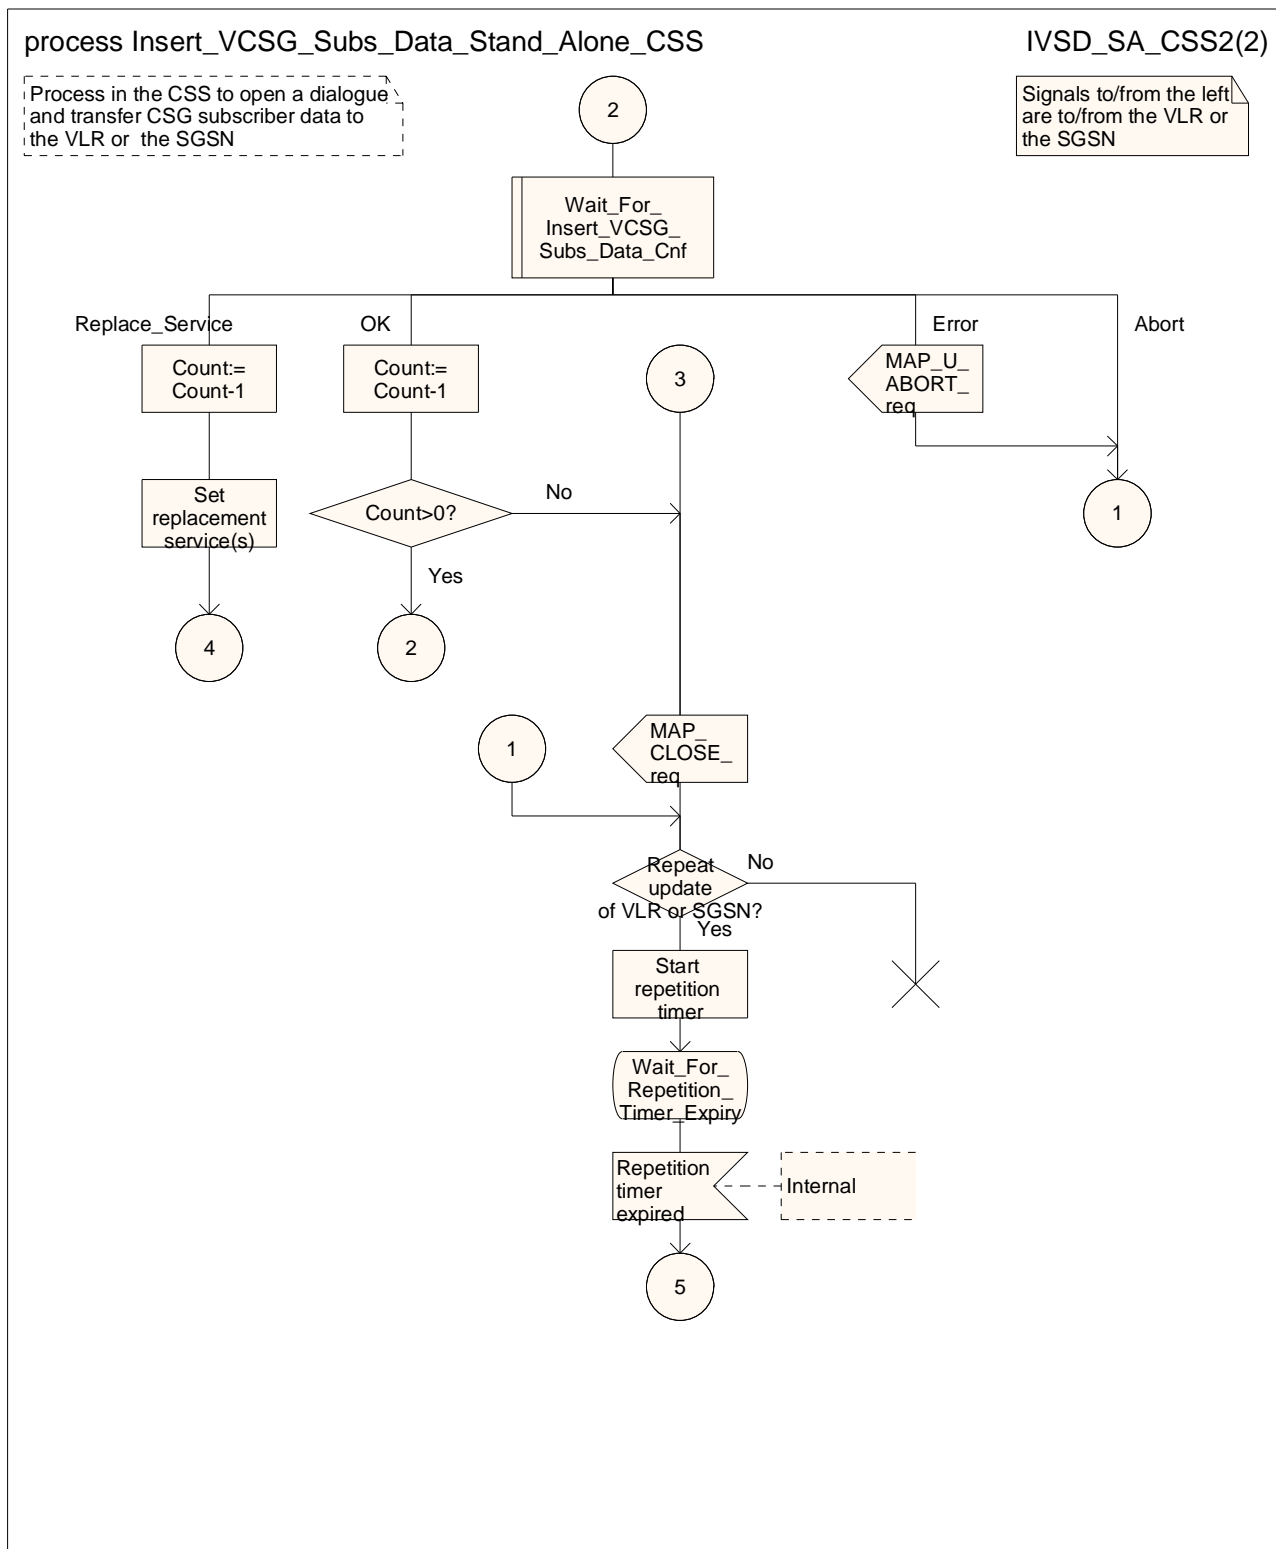 process Insert_VCSG_Subs_Data_Stand_Alone_CSS
IVSD_SA_CSS2(2)
Process in the CSS to open a dialogue
and transfer CSG subscriber data to
the VLR or  the SGSN
2
Signals to/from the left
are to/from the VLR or
the SGSN
Wait_For_
Insert_VCSG_
Subs_Data_Cnf
Replace_Service
OK
Error
Abort
Count:=
Count-1
Count:=
Count-1
3
MAP_U_
ABORT_
req
Set
replacement
service(s)
Count>0?
No
1
Yes
4
2
1
MAP_
CLOSE_
req
Repeat
update
of VLR or SGSN?
No
Yes
Start
repetition
timer
Wait_For_
Repetition_
Timer_Expiry
Repetition
timer
expired
Internal
5